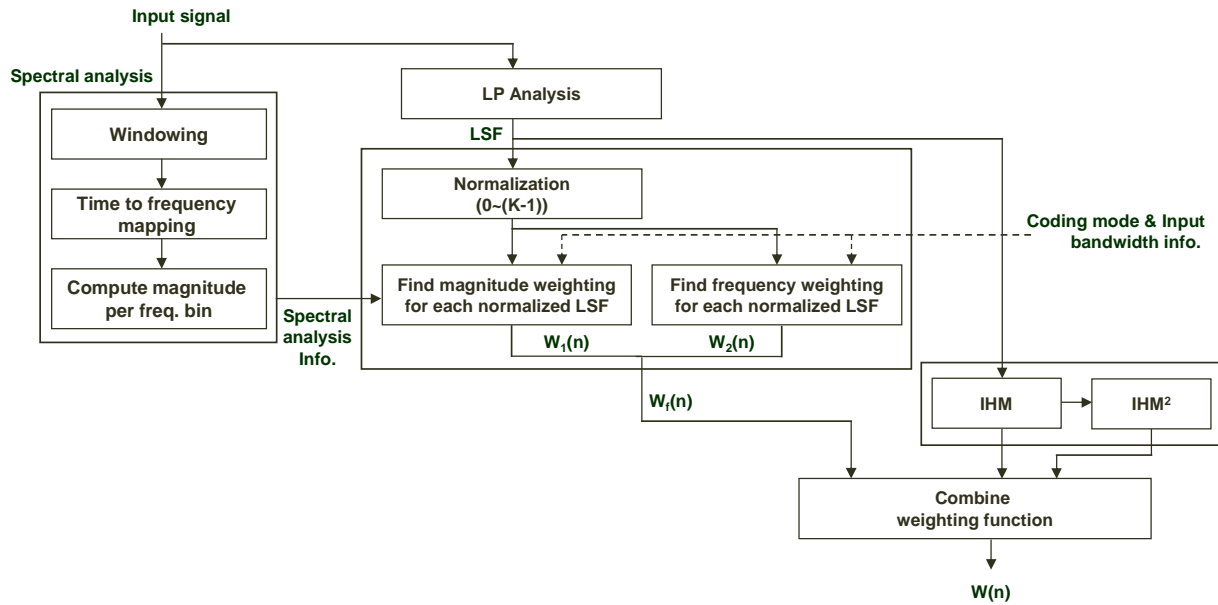 Input signal
Spectral analysis
LP Analysis
Windowing
LSF
Normalization
(0~(K-1))
Time to frequency
mapping
Coding mode & Input
bandwidth info.
Compute magnitude
per freq. bin
Find magnitude weighting
for each normalized LSF
Find frequency weighting
for each normalized LSF
Spectral
analysis
Info.
W₁(n)
W₂(n)
W_f(n)
IHM
IHM²
Combine
weighting function
W(n)